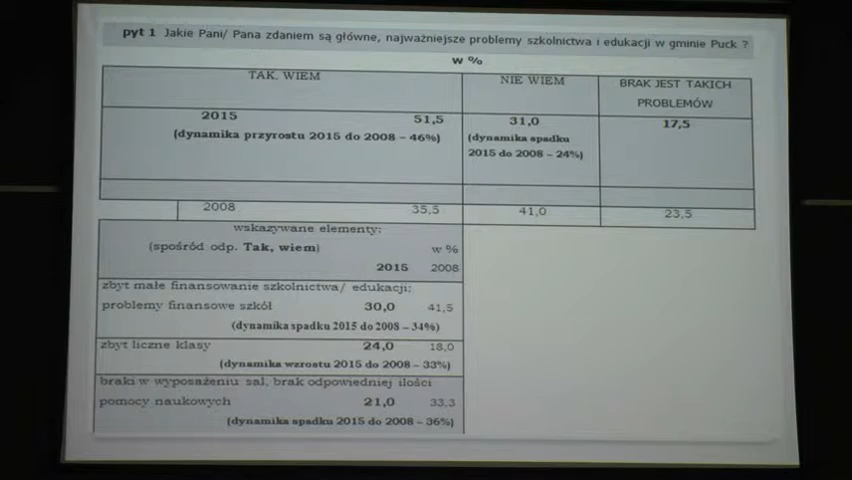 pyt 1 Jakie Pani/ Pana zdaniem są główne, najważniejsze problemy szkolnictwa i edukacji w gminie Puck ?
w %
TAK. WIEM NIE WIEM BRAK JEST TAKICH
PROBLEMÓW
2015 51,5 31,0 17,5
(dynamika przyrostu 2015 do 2008 – 46%) (dynamika spadku
2015 do 2008 – 24%)
2008 35,5 41,0 23,5
wskazywane elementy:
(spośród odp. Tak, wiem) w %
2015 2008
zbyt małe finansowanie szkolnictwa/ edukacji;
problemy finansowe szkół 30,0 41,5
(dynamika spadku 2015 do 2008 – 34%)
zbyt liczne klasy 24,0 18,0
(dynamika wzrostu 2015 do 2008 – 33%)
braki w wyposażeniu sal, brak odpowiedniej ilości
pomocy naukowych 21,0 33,3
(dynamika spadku 2015 do 2008 – 36%)